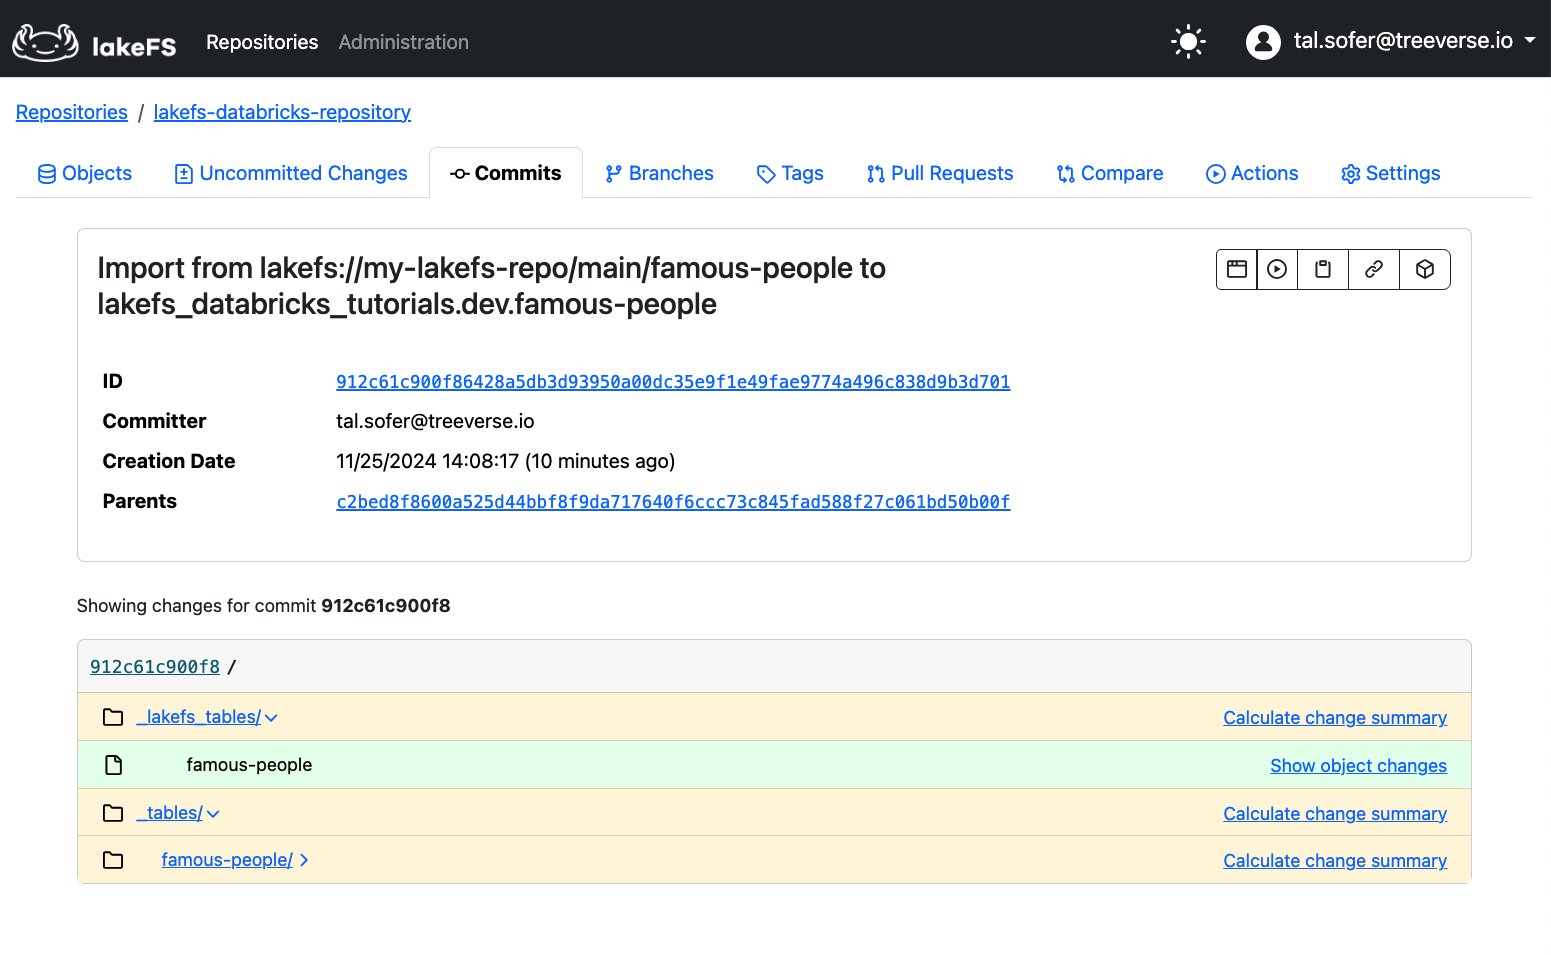 lakeFS Repositories Administration tal.sofer@treeverse.io
Repositories / lakefs-databricks-repository
Objects Uncommitted Changes Commits Branches Tags Pull Requests Compare Actions Settings
Import from lakefs://my-lakefs-repo/main/famous-people to
lakefs_databricks_tutorials.dev.famous-people
ID 912c61c900f86428a5db3d93950a00dc35e9f1e49fae9774a496c838d9b3d701
Committer tal.sofer@treeverse.io
Creation Date 11/25/2024 14:08:17 (10 minutes ago)
Parents c2bed8f8600a525d44bbf8f9da717640f6ccc73c845fad588f27c061bd50b00f
Showing changes for commit 912c61c900f8
912c61c900f8 /
_lakefs_tables/ Calculate change summary
famous-people Show object changes
_tables/ Calculate change summary
famous-people/ Calculate change summary